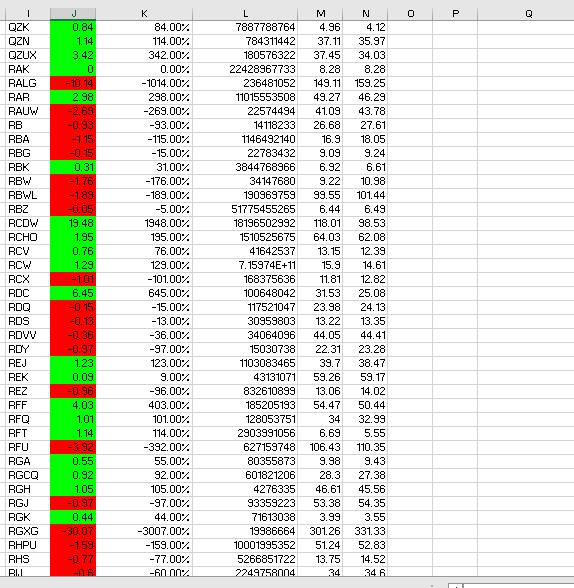 I J K L M N O P Q
QZK 0.84 84.00% 7887788764 4.96 4.12
QZN 1.14 114.00% 784311442 37.11 35.97
QZUX 3.42 342.00% 180576322 37.45 34.03
RAK 0 0.00% 22428967733 8.28 8.28
RALG -10.14 -1014.00% 236481052 149.11 159.25
RAR 2.98 298.00% 11015553508 49.27 46.29
RAUW -2.69 -269.00% 22574494 41.09 43.78
RB -0.93 -93.00% 14118233 26.68 27.61
RBA -1.15 -115.00% 1146492140 16.9 18.05
RBG -0.15 -15.00% 22783432 9.09 9.24
RBK 0.31 31.00% 3844768966 6.92 6.61
RBW -1.76 -176.00% 34147680 9.22 10.98
RBWL -1.89 -189.00% 190969759 99.55 101.44
RBZ -0.05 -5.00% 51775455265 6.44 6.49
RCDW 19.48 1948.00% 18196502992 118.01 98.53
RCHO 1.95 195.00% 1510525675 64.03 62.08
RCV 0.76 76.00% 41642537 13.15 12.39
RCW 1.29 129.00% 7.15974E+11 15.9 14.61
RCX -1.01 -101.00% 168375636 11.81 12.82
RDC 6.45 645.00% 100648042 31.53 25.08
RDQ -0.15 -15.00% 117521047 23.98 24.13
RDS -0.13 -13.00% 30959803 13.22 13.35
RDVV -0.36 -36.00% 34064096 44.05 44.41
RDY -0.97 -97.00% 15030738 22.31 23.28
REJ 1.23 123.00% 1103083465 39.7 38.47
REK 0.09 9.00% 43131071 59.26 59.17
REZ -0.96 -96.00% 832610899 13.06 14.02
RFF 4.03 403.00% 185205193 54.47 50.44
RFQ 1.01 101.00% 128053751 34 32.99
RFT 1.14 114.00% 2903991056 6.69 5.55
RFU -3.92 -392.00% 627159748 106.43 110.35
RGA 0.55 55.00% 80355873 9.98 9.43
RGCQ 0.92 92.00% 601821206 28.3 27.38
RGH 1.05 105.00% 4276335 46.61 45.56
RGJ -0.97 -97.00% 93359223 53.38 54.35
RGK 0.44 44.00% 71613038 3.99 3.55
RGXG -30.07 -3007.00% 19986664 301.26 331.33
RHPU -1.59 -159.00% 10001995352 51.24 52.83
RHS -0.77 -77.00% 5266851722 13.75 14.52
-0.6 -60.00% 2249758004 34 34.6